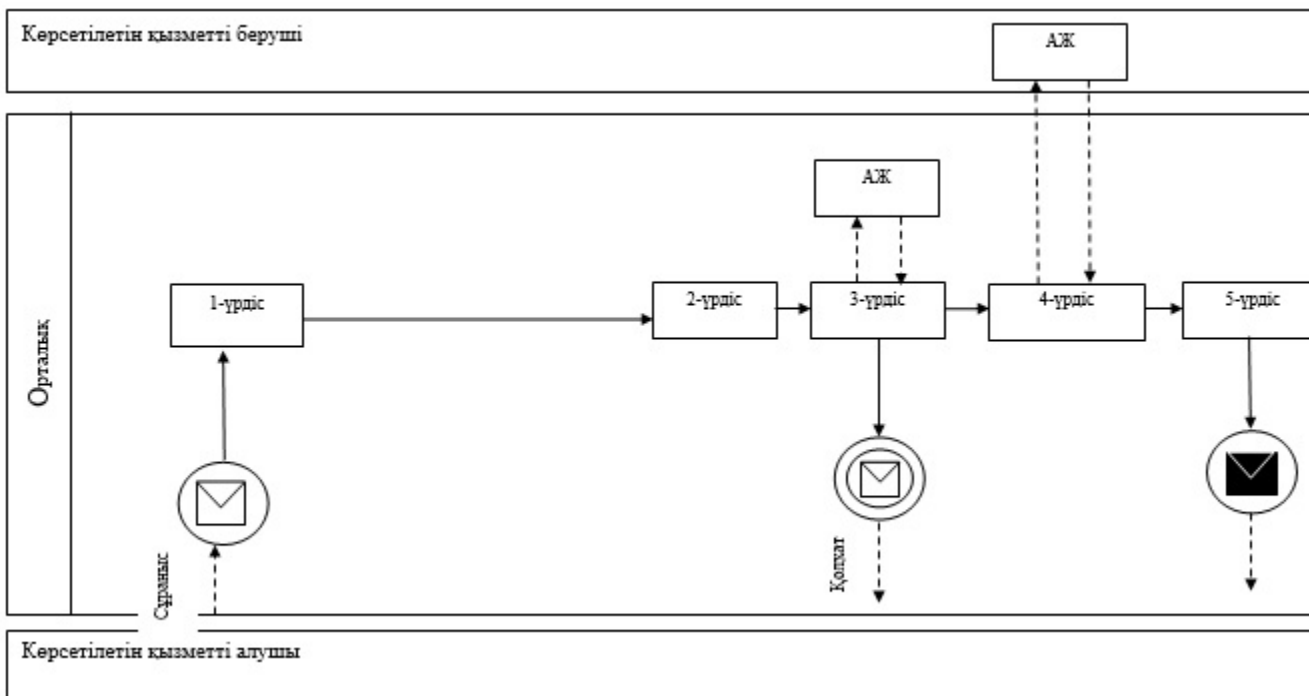 Көрсетілетін қызметті беруші
АЖ
АЖ
1-үрдіс
2-үрдіс
3-үрдіс
4-үрдіс
5-үрдіс
Орталық
Сұраныс
Қолхат
Көрсетілетін қызметті алушы